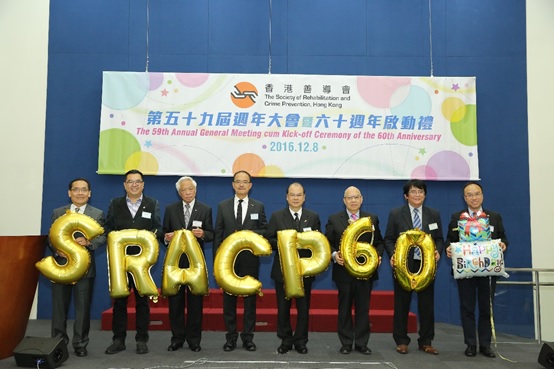 香港善導會
The Society of Rehabilitation and
Crime Prevention, Hong Kong
第五十九屆週年大會暨六十週年啟動禮
The 59th Annual General Meeting cum Kick-off Ceremony of the 60th Anniversary
2016.12.8
SRACP60
HAPPY
BirthDay